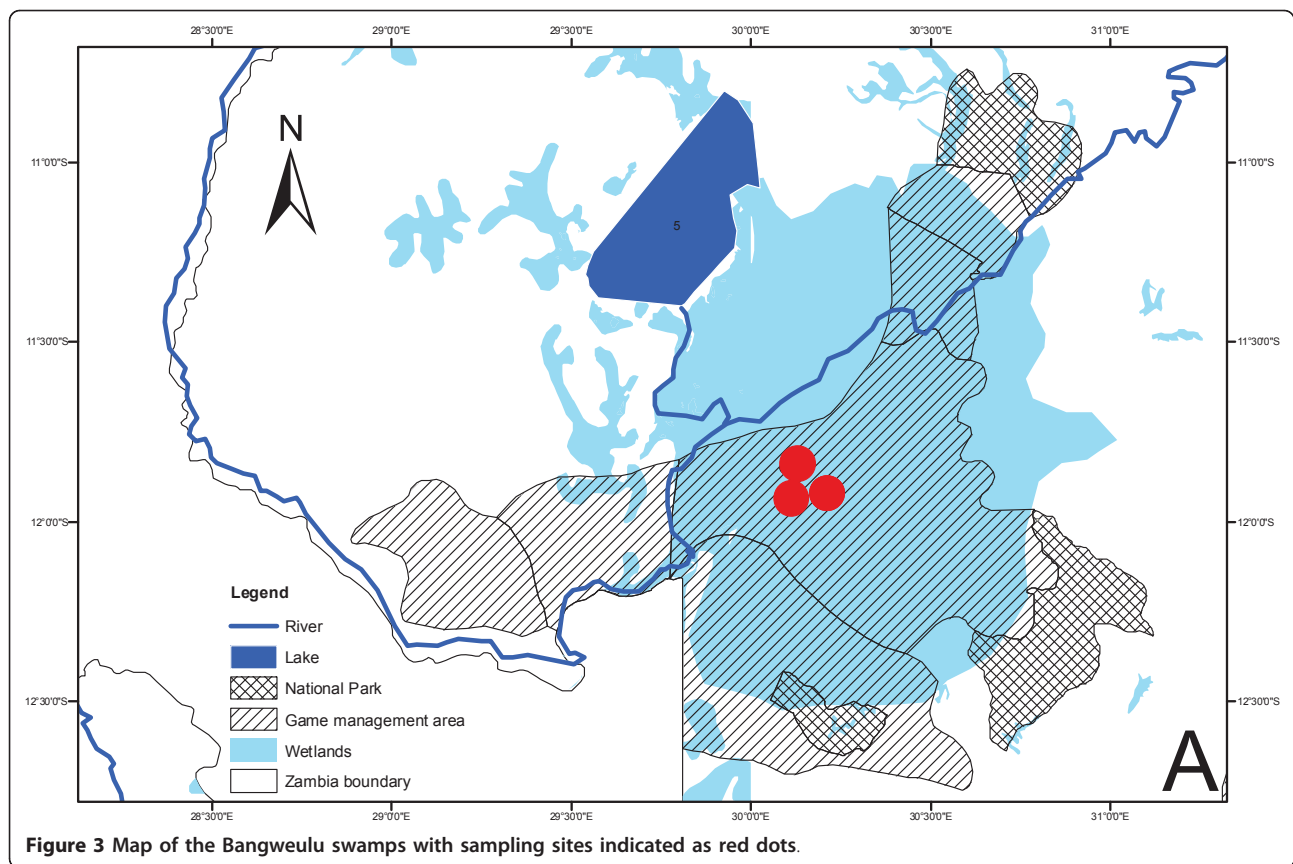 28°30'0"E 29°0'0"E 29°30'0"E 30°0'0"E 30°30'0"E 31°0'0"E
N
11°0'0"S 11°0'0"S
5
11°30'0"S 11°30'0"S
12°0'0"S 12°0'0"S
Legend
River
Lake
National Park
12°30'0"S 12°30'0"S
Game management area
Wetlands
Zambia boundary
A
28°30'0"E 29°0'0"E 29°30'0"E 30°0'0"E 30°30'0"E 31°0'0"E
Figure 3 Map of the Bangweulu swamps with sampling sites indicated as red dots.